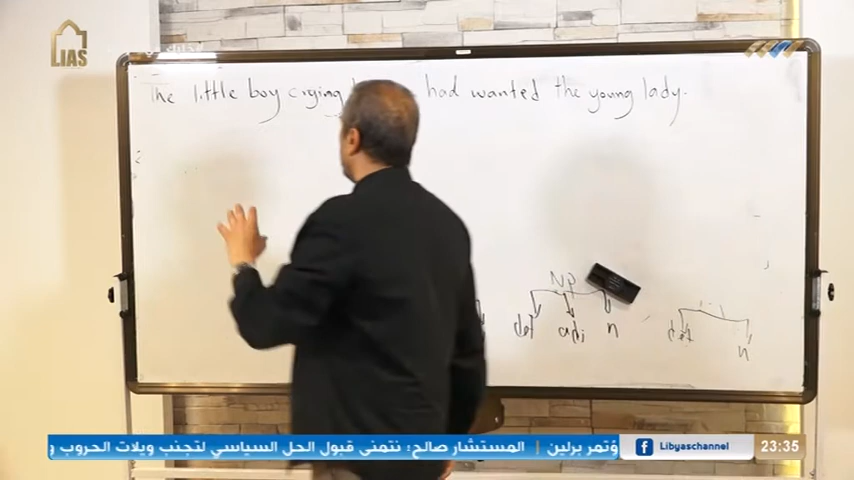 LIAS
The little boy crying had wanted the young lady.
NP
det adj n
det n
مؤتمر برلين | المستشار صالح: نتمنى قبول الحل السياسي لتجنب ويلات الحروب و
f Libyaschannel
23:35